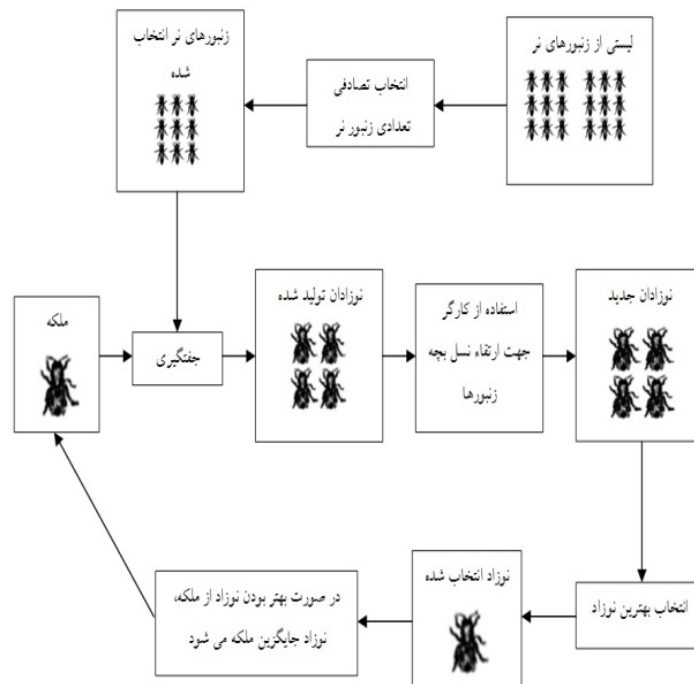 لیستی از زنبورهای نر
انتخاب تصادفی
تعدادی زنبور نر
زنبورهای نر انتخاب
شده
ملکه
جفتگیری
نوزادان تولید شده
استفاده از کارگر
جهت ارتقاء نسل بچه
زنبورها
نوزادان جدید
انتخاب بهترین نوزاد
نوزاد انتخاب شده
در صورت بهتر بودن نوزاد از ملکه،
نوزاد جایگزین ملکه می شود